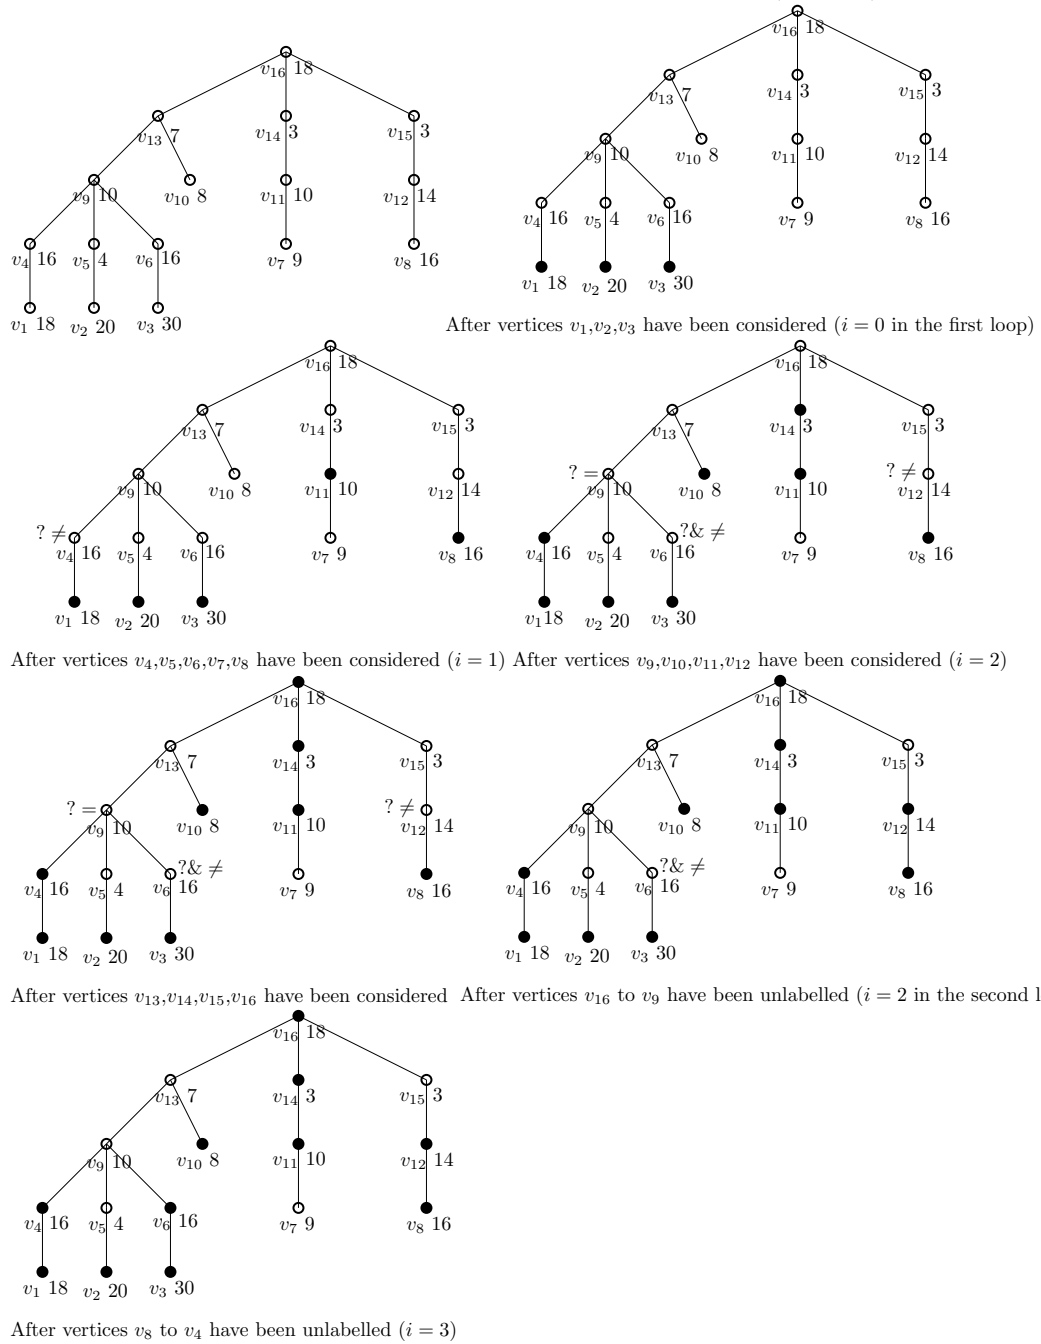 v₁₆ 18
v₁₃ 7 v₁₄ 3 v₁₅ 3
v₉ 10 v₁₀ 8 v₁₁ 10 v₁₂ 14
v₄ 16 v₅ 4 v₆ 16 v₇ 9 v₈ 16
v₁ 18 v₂ 20 v₃ 30
v₁₆ 18
v₁₃ 7 v₁₄ 3 v₁₅ 3
v₉ 10 v₁₀ 8 v₁₁ 10 v₁₂ 14
v₄ 16 v₅ 4 v₆ 16 v₇ 9 v₈ 16
v₁ 18 v₂ 20 v₃ 30
After vertices v₁,v₂,v₃ have been considered (i = 0 in the first loop)
v₁₆ 18
v₁₃ 7 v₁₄ 3 v₁₅ 3
v₉ 10 v₁₀ 8 v₁₁ 10 v₁₂ 14
? ≠
v₄ 16 v₅ 4 v₆ 16 v₇ 9 v₈ 16
v₁ 18 v₂ 20 v₃ 30
After vertices v₄,v₅,v₆,v₇,v₈ have been considered (i = 1)
v₁₆ 18
v₁₃ 7 v₁₄ 3 v₁₅ 3
? = ? ≠
v₉ 10 v₁₀ 8 v₁₁ 10 v₁₂ 14
?& ≠
v₄ 16 v₅ 4 v₆ 16 v₇ 9 v₈ 16
v₁18 v₂ 20 v₃ 30
After vertices v₉,v₁₀,v₁₁,v₁₂ have been considered (i = 2)
v₁₆ 18
v₁₃ 7 v₁₄ 3 v₁₅ 3
? = ? ≠
v₉ 10 v₁₀ 8 v₁₁ 10 v₁₂ 14
?& ≠
v₄ 16 v₅ 4 v₆ 16 v₇ 9 v₈ 16
v₁ 18 v₂ 20 v₃ 30
After vertices v₁₃,v₁₄,v₁₅,v₁₆ have been considered
v₁₆ 18
v₁₃ 7 v₁₄ 3 v₁₅ 3
v₉ 10 v₁₀ 8 v₁₁ 10 v₁₂ 14
?& ≠
v₄ 16 v₅ 4 v₆ 16 v₇ 9 v₈ 16
v₁ 18 v₂ 20 v₃ 30
After vertices v₁₆ to v₉ have been unlabelled (i = 2 in the second l
v₁₆ 18
v₁₃ 7 v₁₄ 3 v₁₅ 3
v₉ 10 v₁₀ 8 v₁₁ 10 v₁₂ 14
v₄ 16 v₅ 4 v₆ 16 v₇ 9 v₈ 16
v₁ 18 v₂ 20 v₃ 30
After vertices v₈ to v₄ have been unlabelled (i = 3)